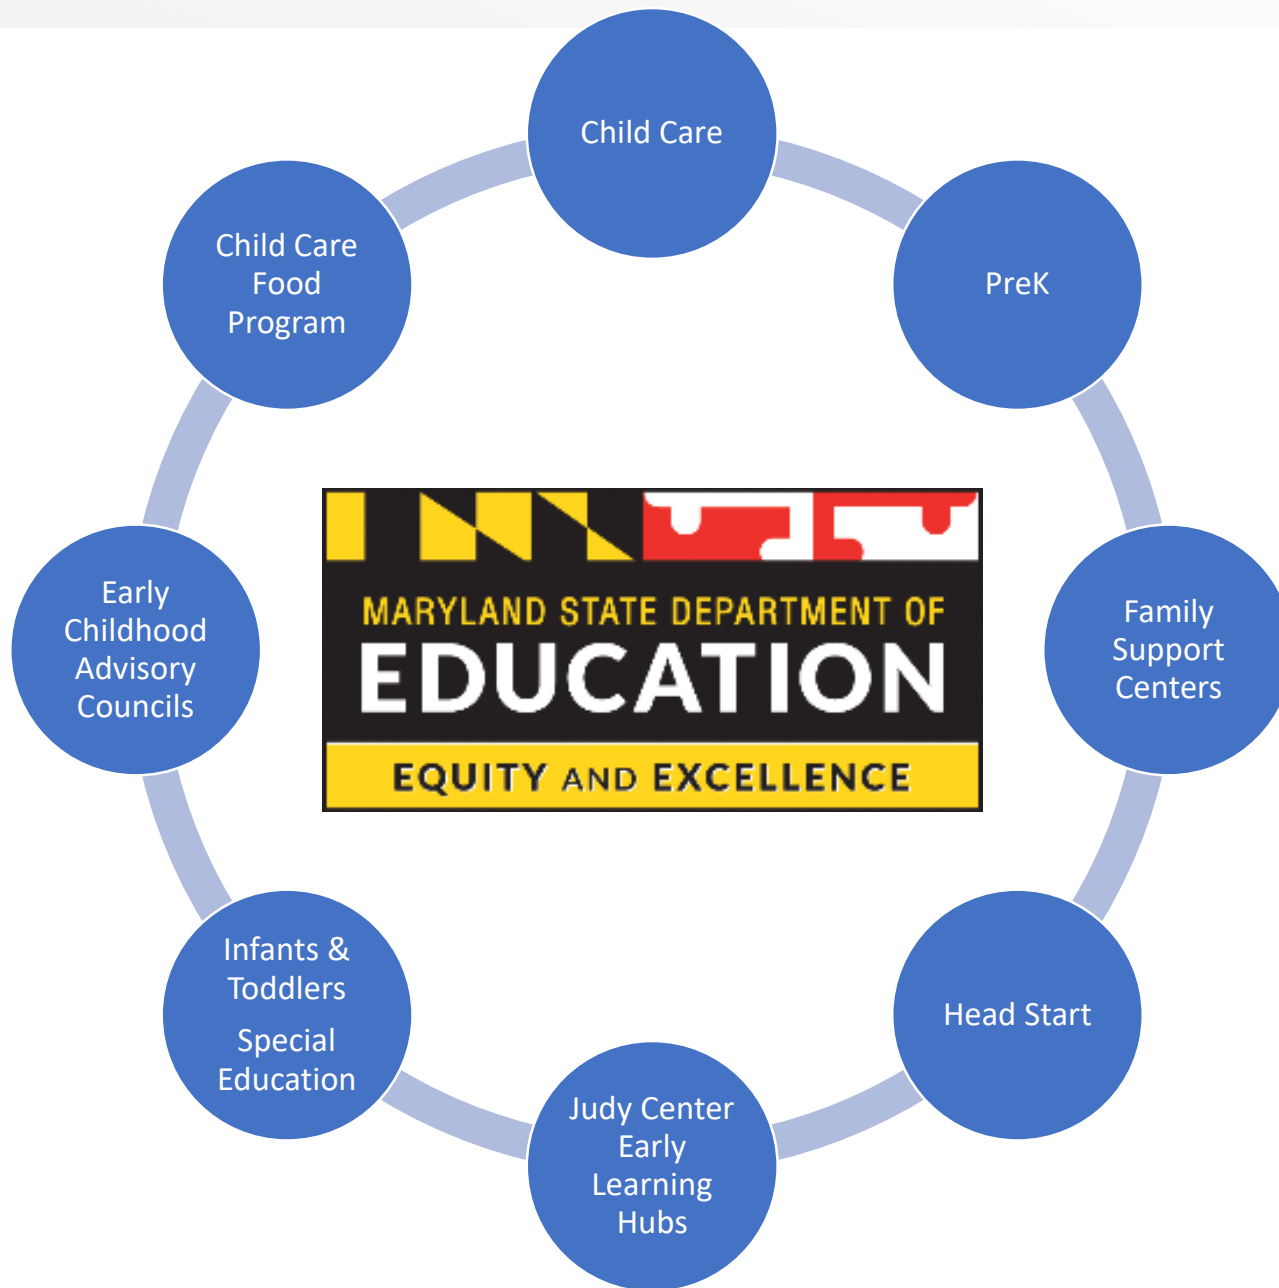 Child Care
PreK
Family
Support
Centers
Head Start
Judy Center
Early
Learning
Hubs
Infants &
Toddlers
Special
Education
Early
Childhood
Advisory
Councils
Child Care
Food
Program
MARYLAND STATE DEPARTMENT OF
EDUCATION
EQUITY AND EXCELLENCE